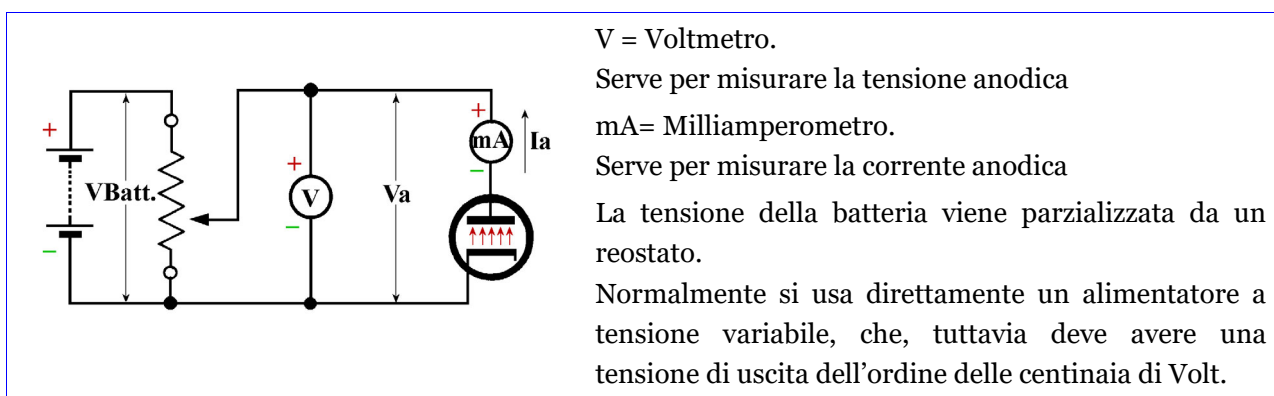 +
VBatt.
−
+
V
−
Va
+
mA
−
Ia
V = Voltmetro.
Serve per misurare la tensione anodica
mA= Milliamperometro.
Serve per misurare la corrente anodica
La tensione della batteria viene parzializzata da un
reostato.
Normalmente si usa direttamente un alimentatore a
tensione variabile, che, tuttavia deve avere una
tensione di uscita dell’ordine delle centinaia di Volt.